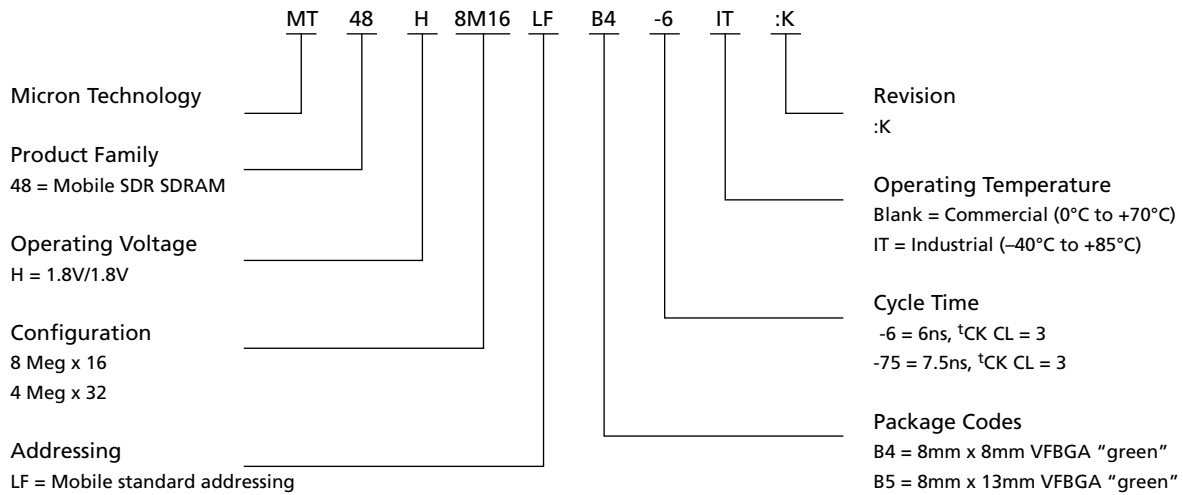 MT 48 H 8M16 LF B4 -6 IT :K
Micron Technology
Product Family
48 = Mobile SDR SDRAM
Operating Voltage
H = 1.8V/1.8V
Configuration
8 Meg x 16
4 Meg x 32
Addressing
LF = Mobile standard addressing
Revision
:K
Operating Temperature
Blank = Commercial (0°C to +70°C)
IT = Industrial (–40°C to +85°C)
Cycle Time
-6 = 6ns, tCK CL = 3
-75 = 7.5ns, tCK CL = 3
Package Codes
B4 = 8mm x 8mm VFBGA “green”
B5 = 8mm x 13mm VFBGA “green”